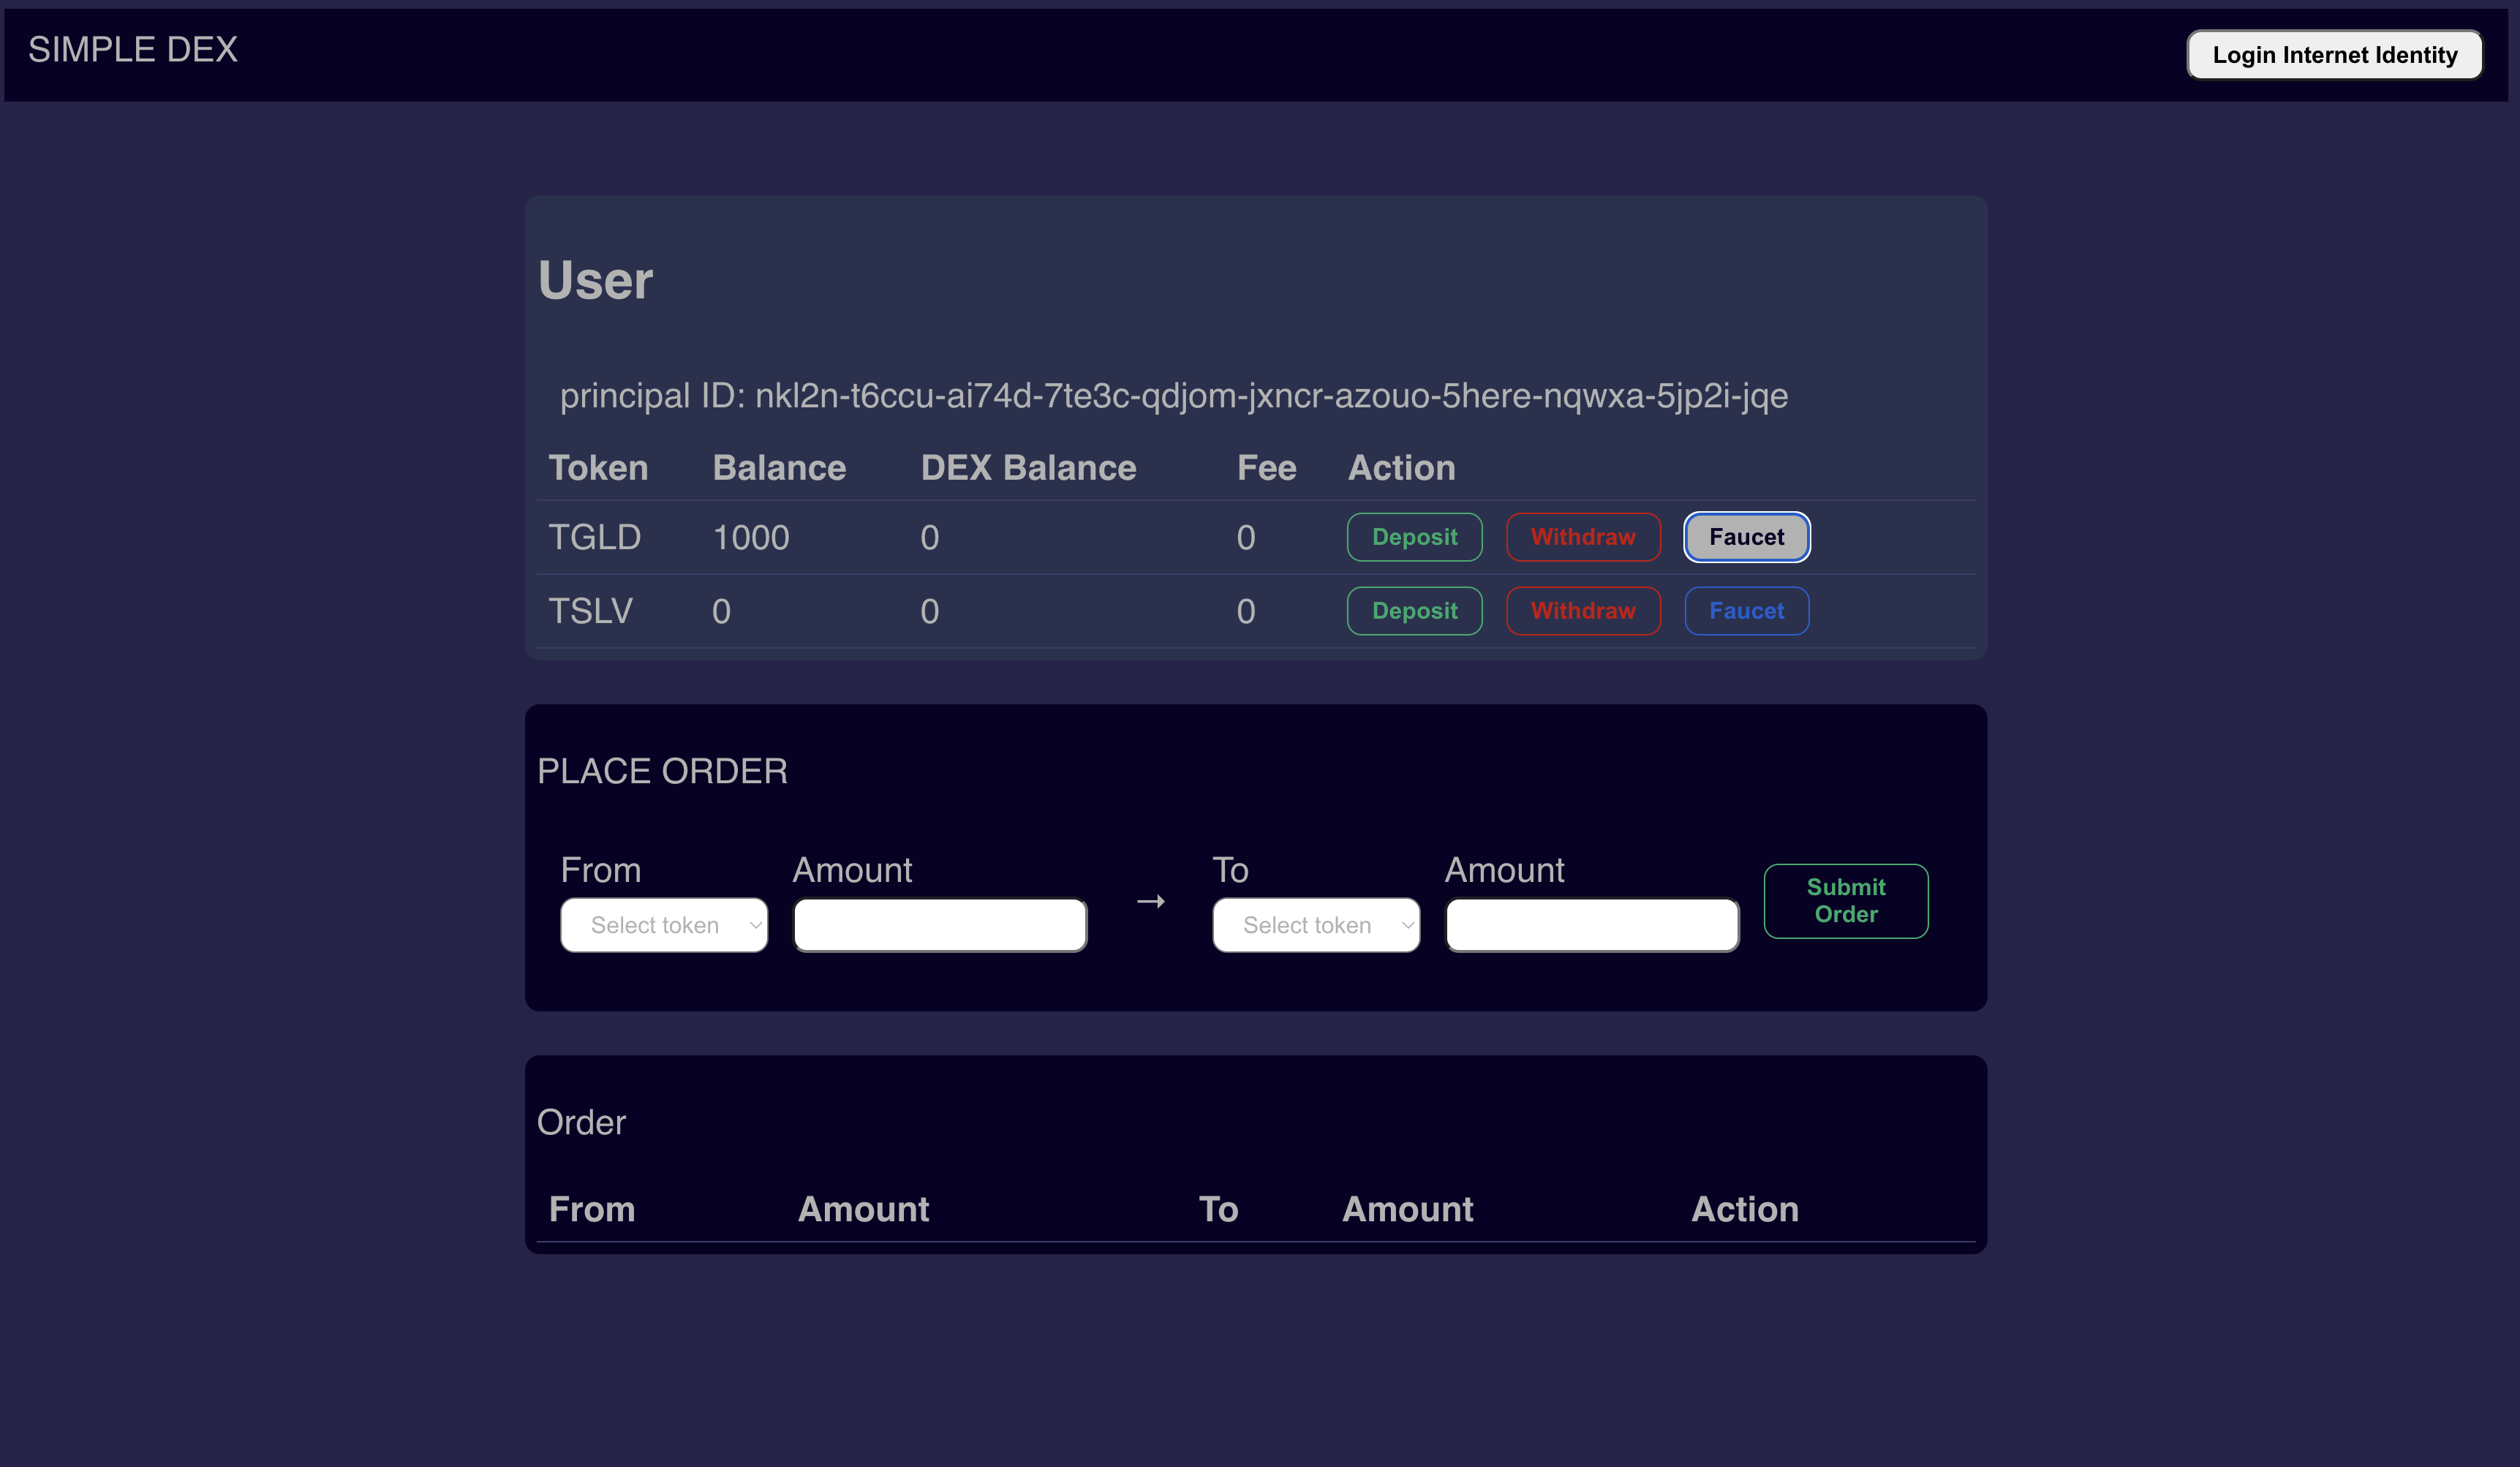 SIMPLE DEX
Login Internet Identity
User
principal ID: nkl2n-t6ccu-ai74d-7te3c-qdjom-jxncr-azouo-5here-nqwxa-5jp2i-jqe
Token Balance DEX Balance Fee Action
TGLD 1000 0 0 Deposit Withdraw Faucet
TSLV 0 0 0 Deposit Withdraw Faucet
PLACE ORDER
From Amount To Amount
Select token → Select token Submit Order
Order
From Amount To Amount Action